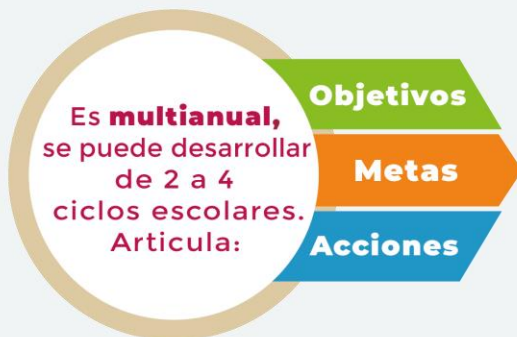 Es multianual,
se puede desarrollar
de 2 a 4
ciclos escolares.
Articula:
Objetivos
Metas
Acciones